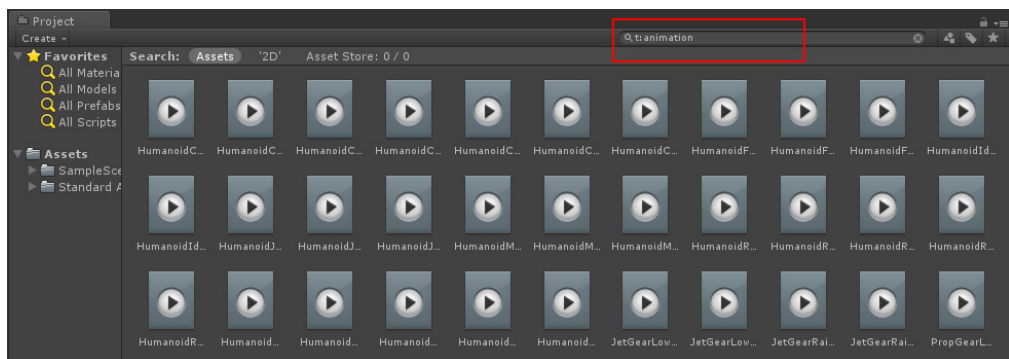 Project
Create
t:animation
Favorites
All Materia
All Models
All Prefabs
All Scripts
Assets
SampleSce
Standard A
Search: Assets '2D' Asset Store: 0 / 0
HumanoidC... HumanoidC... HumanoidC... HumanoidC... HumanoidC... HumanoidC... HumanoidC... HumanoidF... HumanoidF... HumanoidF... HumanoidId...
HumanoidId... HumanoidJ... HumanoidJ... HumanoidJ... HumanoidM... HumanoidM... HumanoidM... HumanoidR... HumanoidR... HumanoidR... HumanoidR...
HumanoidR... Humanoid... Humanoid... Humanoid... Humanoid... Humanoid... JetGearLow... JetGearLow... JetGearRai... JetGearRai... PropGearL...